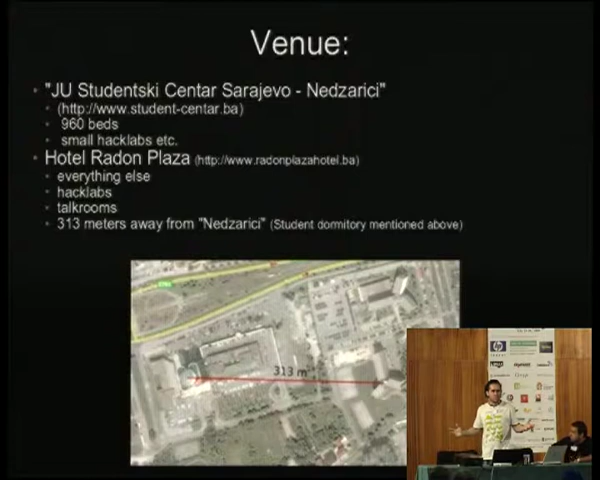 Venue:
"JU Studentski Centar Sarajevo - Nedzarici"
(http://www.student-centar.ba)
960 beds
small hacklabs etc.
Hotel Radon Plaza (http://www.radonplazahotel.ba)
everything else
hacklabs
talkrooms
313 meters away from "Nedzarici" (Student dormitory mentioned above)
313 m